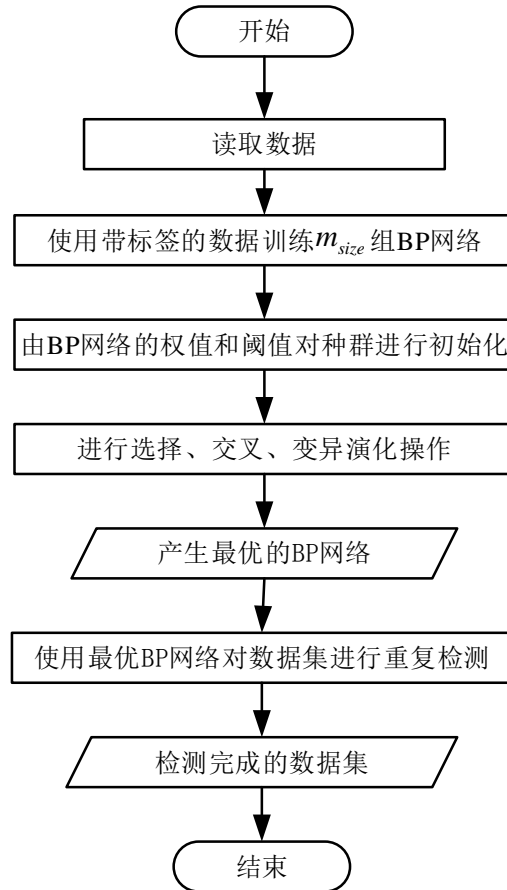 开始
读取数据
使用带标签的数据训练m_size组BP网络
由BP网络的权值和阈值对种群进行初始化
进行选择、交叉、变异演化操作
产生最优的BP网络
使用最优BP网络对数据集进行重复检测
检测完成的数据集
结束